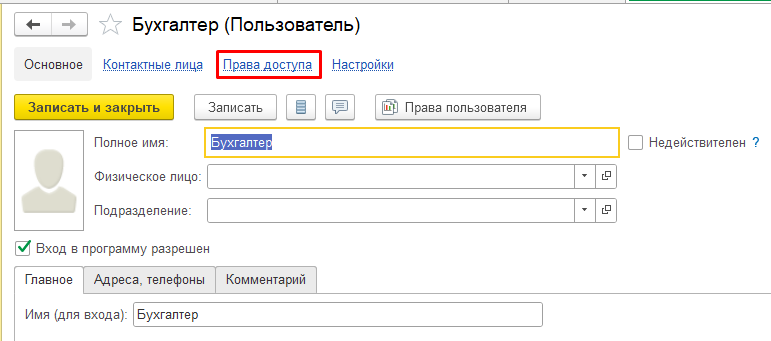 Бухгалтер (Пользователь)
Основное Контактные лица Права доступа Настройки
Записать и закрыть Записать Права пользователя
Полное имя: Бухгалтер Недействителен ?
Физическое лицо:
Подразделение:
Вход в программу разрешен
Главное Адреса, телефоны Комментарий
Имя (для входа): Бухгалтер